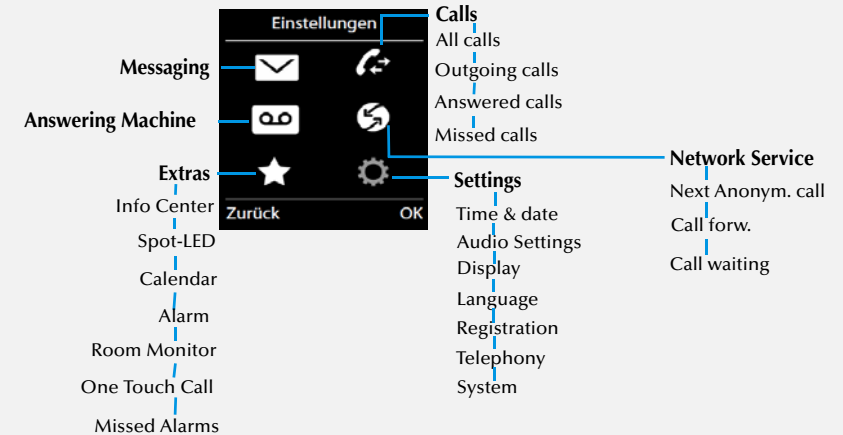 Einstellungen
Zurück OK
Messaging
Answering Machine
Extras
Info Center
Spot-LED
Calendar
Alarm
Room Monitor
One Touch Call
Missed Alarms
Calls
All calls
Outgoing calls
Answered calls
Missed calls
Settings
Time & date
Audio Settings
Display
Language
Registration
Telephony
System
Network Service
Next Anonym. call
Call forw.
Call waiting